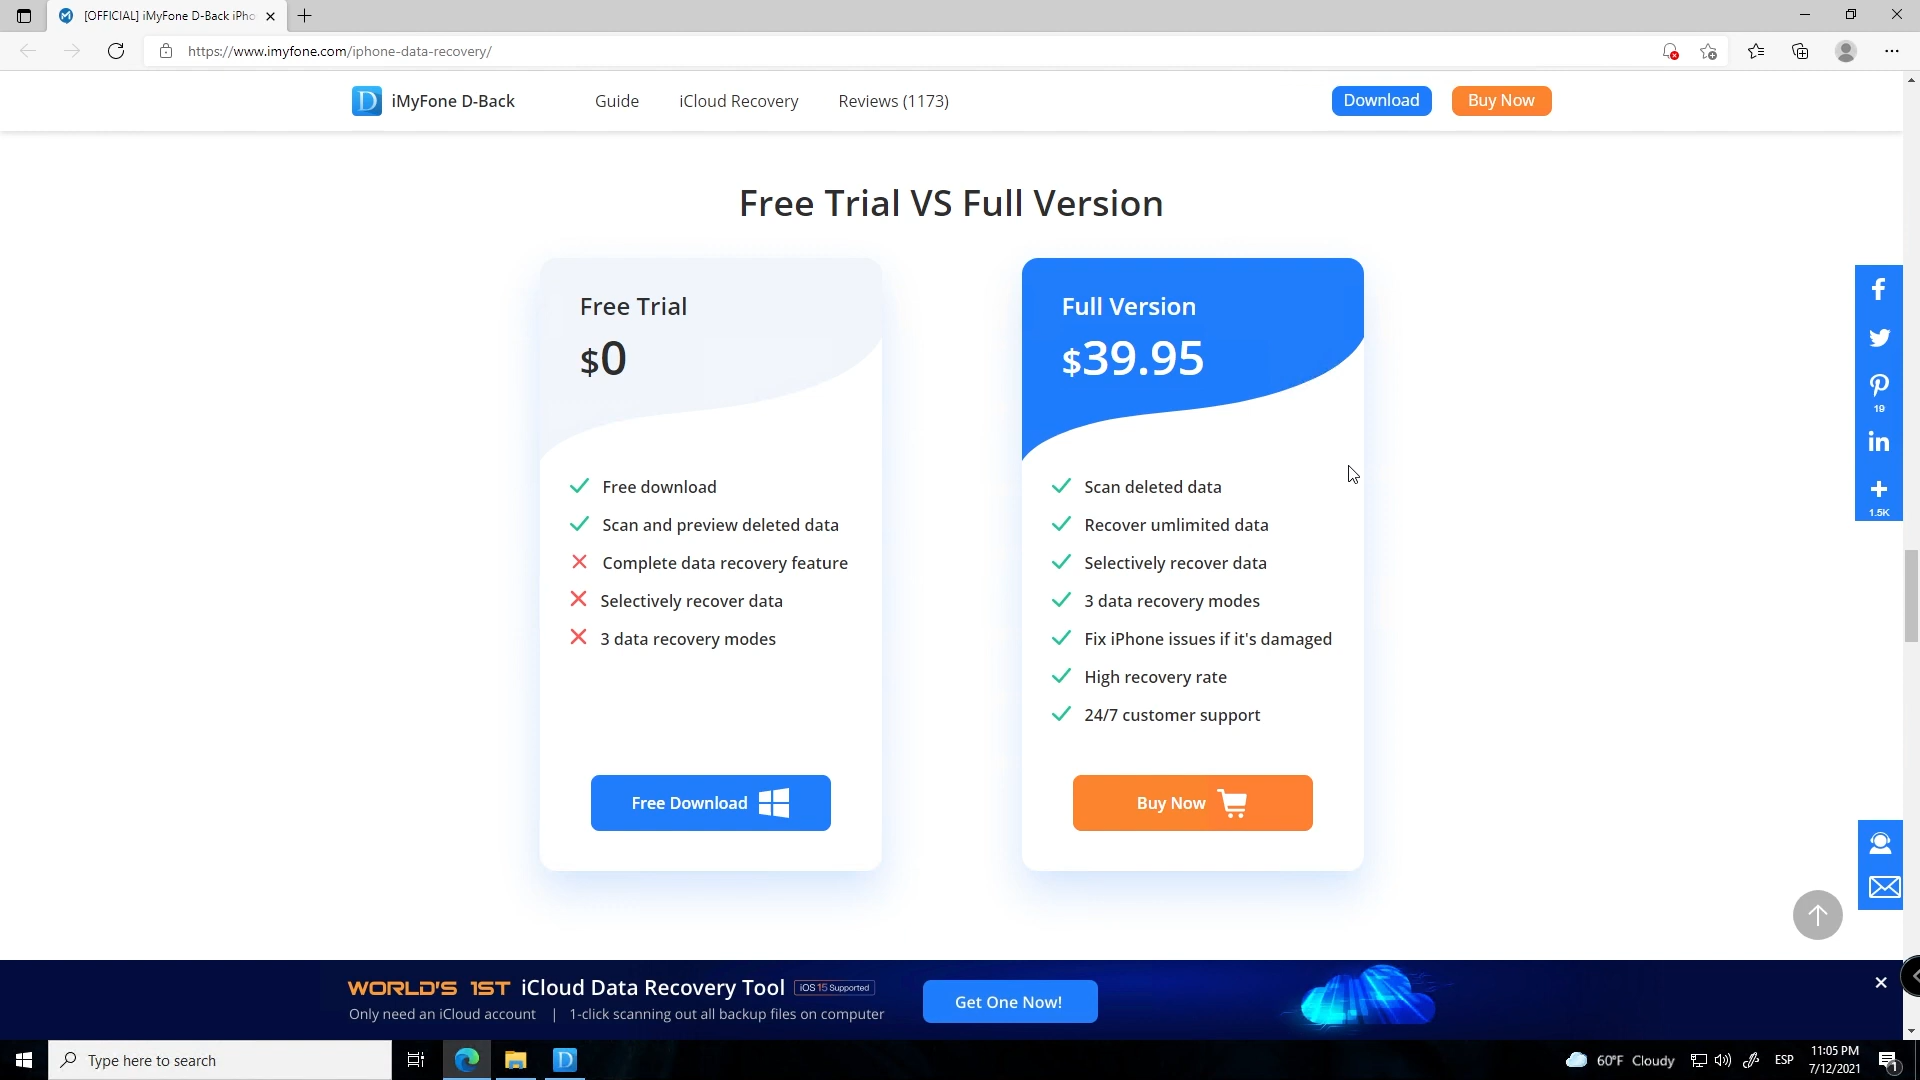 [OFFICIAL] iMyFone D-Back iPho
https://www.imyfone.com/iphone-data-recovery/
D iMyFone D-Back
Guide
iCloud Recovery
Reviews (1173)
Download
Buy Now
Free Trial VS Full Version
Free Trial
$0
Free download
Scan and preview deleted data
Complete data recovery feature
Selectively recover data
3 data recovery modes
Free Download
Full Version
$39.95
Scan deleted data
Recover umlimited data
Selectively recover data
3 data recovery modes
Fix iPhone issues if it's damaged
High recovery rate
24/7 customer support
Buy Now
19
1.5K
WORLD'S 1ST iCloud Data Recovery Tool iOS 15 Supported
Only need an iCloud account | 1-click scanning out all backup files on computer
Get One Now!
Type here to search
D
60°F Cloudy
ESP
11:05 PM
7/12/2021
1